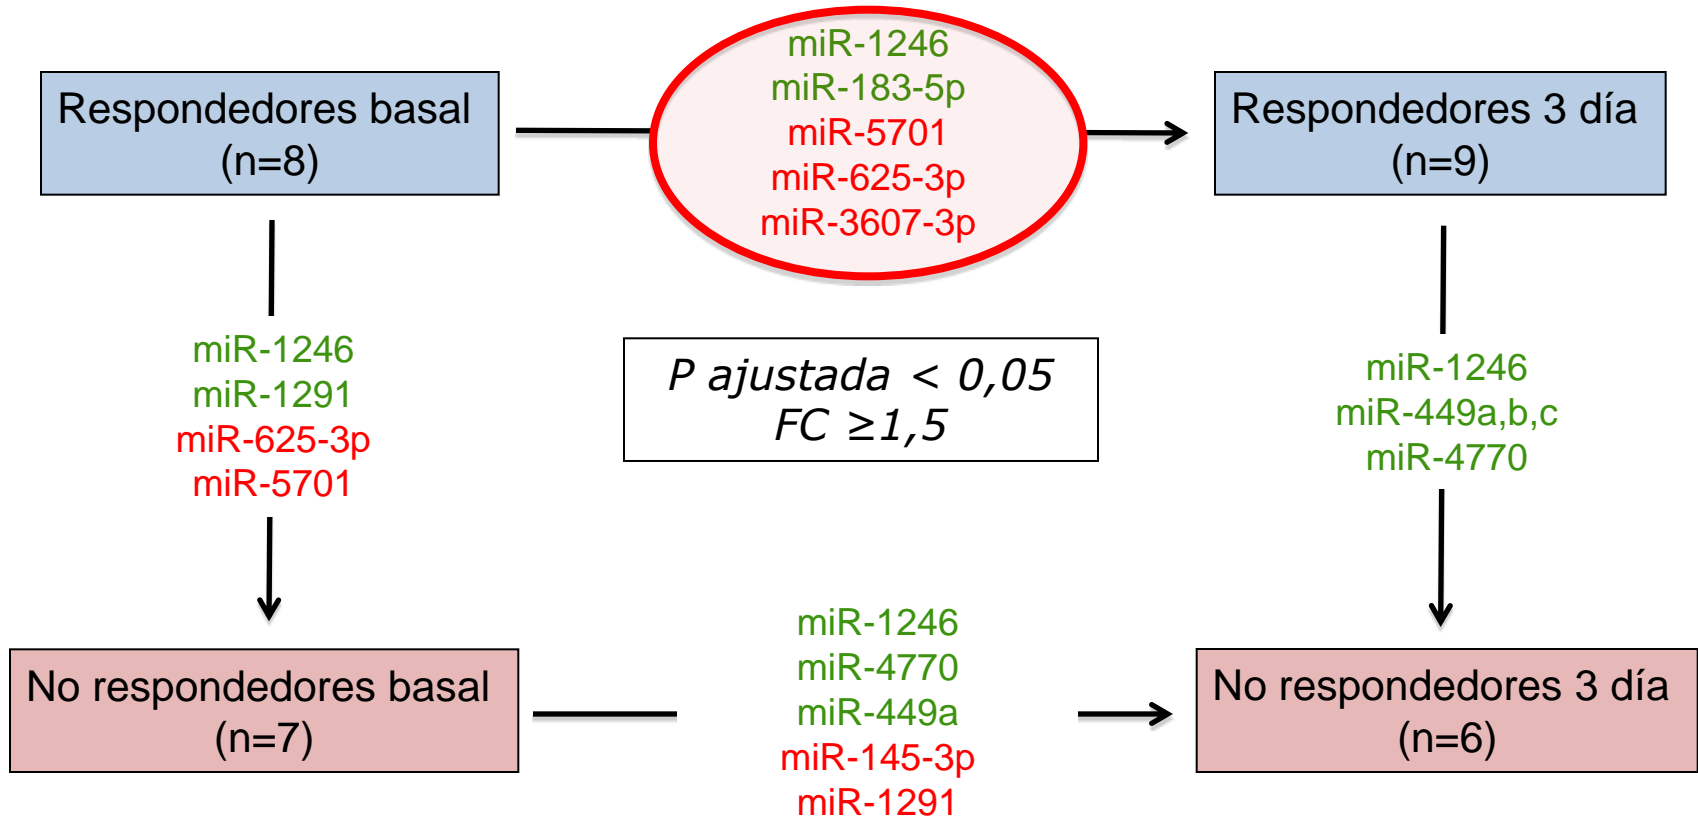 Respondedores basal
(n=8)
miR-1246
miR-183-5p
miR-5701
miR-625-3p
miR-3607-3p
Respondedores 3 día
(n=9)
miR-1246
miR-1291
miR-625-3p
miR-5701
P ajustada < 0,05
FC ≥1,5
miR-1246
miR-449a,b,c
miR-4770
No respondedores basal
(n=7)
miR-1246
miR-4770
miR-449a
miR-145-3p
miR-1291
No respondedores 3 día
(n=6)